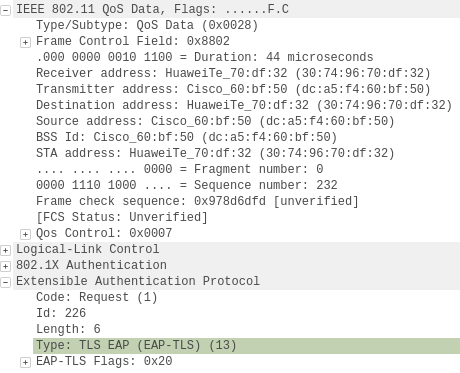 IEEE 802.11 QoS Data, Flags: ......F.C
Type/Subtype: QoS Data (0x0028)
Frame Control Field: 0x8802
.000 0000 0010 1100 = Duration: 44 microseconds
Receiver address: HuaweiTe_70:df:32 (30:74:96:70:df:32)
Transmitter address: Cisco_60:bf:50 (dc:a5:f4:60:bf:50)
Destination address: HuaweiTe_70:df:32 (30:74:96:70:df:32)
Source address: Cisco_60:bf:50 (dc:a5:f4:60:bf:50)
BSS Id: Cisco_60:bf:50 (dc:a5:f4:60:bf:50)
STA address: HuaweiTe_70:df:32 (30:74:96:70:df:32)
.... .... .... 0000 = Fragment number: 0
0000 1110 1000 .... = Sequence number: 232
Frame check sequence: 0x978d6dfd [unverified]
[FCS Status: Unverified]
Qos Control: 0x0007
Logical-Link Control
802.1X Authentication
Extensible Authentication Protocol
Code: Request (1)
Id: 226
Length: 6
Type: TLS EAP (EAP-TLS) (13)
EAP-TLS Flags: 0x20